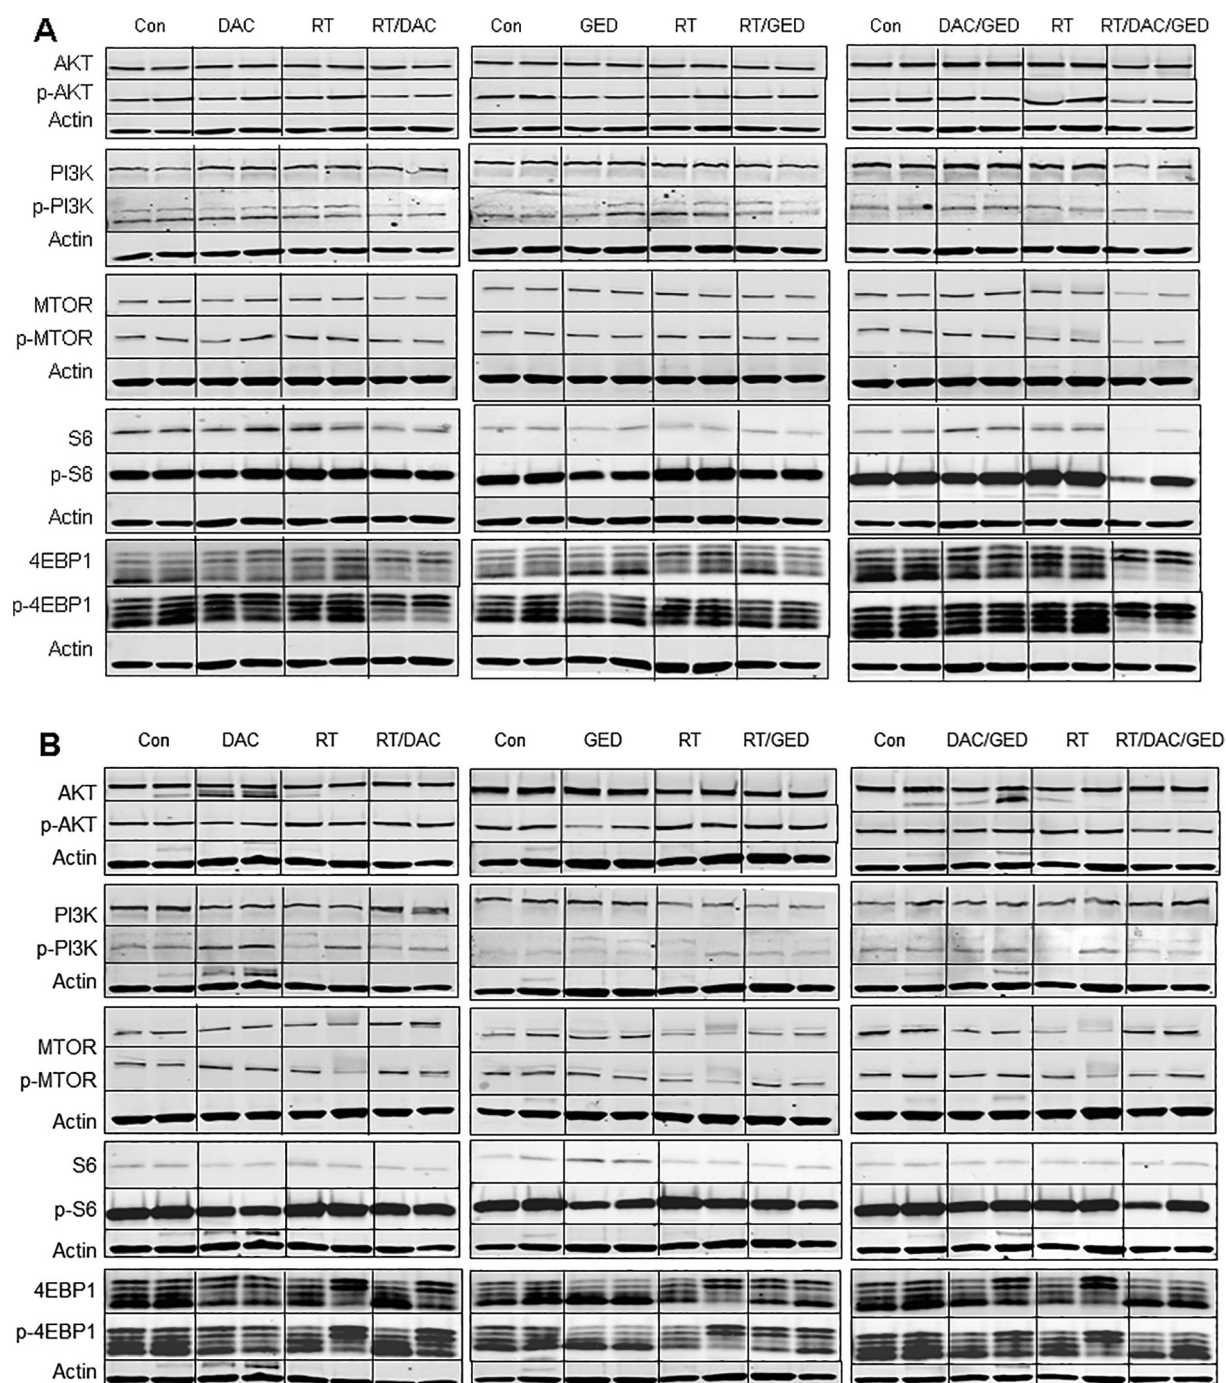 A
Con DAC RT RT/DAC Con GED RT RT/GED Con DAC/GED RT RT/DAC/GED
AKT
p-AKT
Actin
PI3K
p-PI3K
Actin
MTOR
p-MTOR
Actin
S6
p-S6
Actin
4EBP1
p-4EBP1
Actin
B
Con DAC RT RT/DAC Con GED RT RT/GED Con DAC/GED RT RT/DAC/GED
AKT
p-AKT
Actin
PI3K
p-PI3K
Actin
MTOR
p-MTOR
Actin
S6
p-S6
Actin
4EBP1
p-4EBP1
Actin